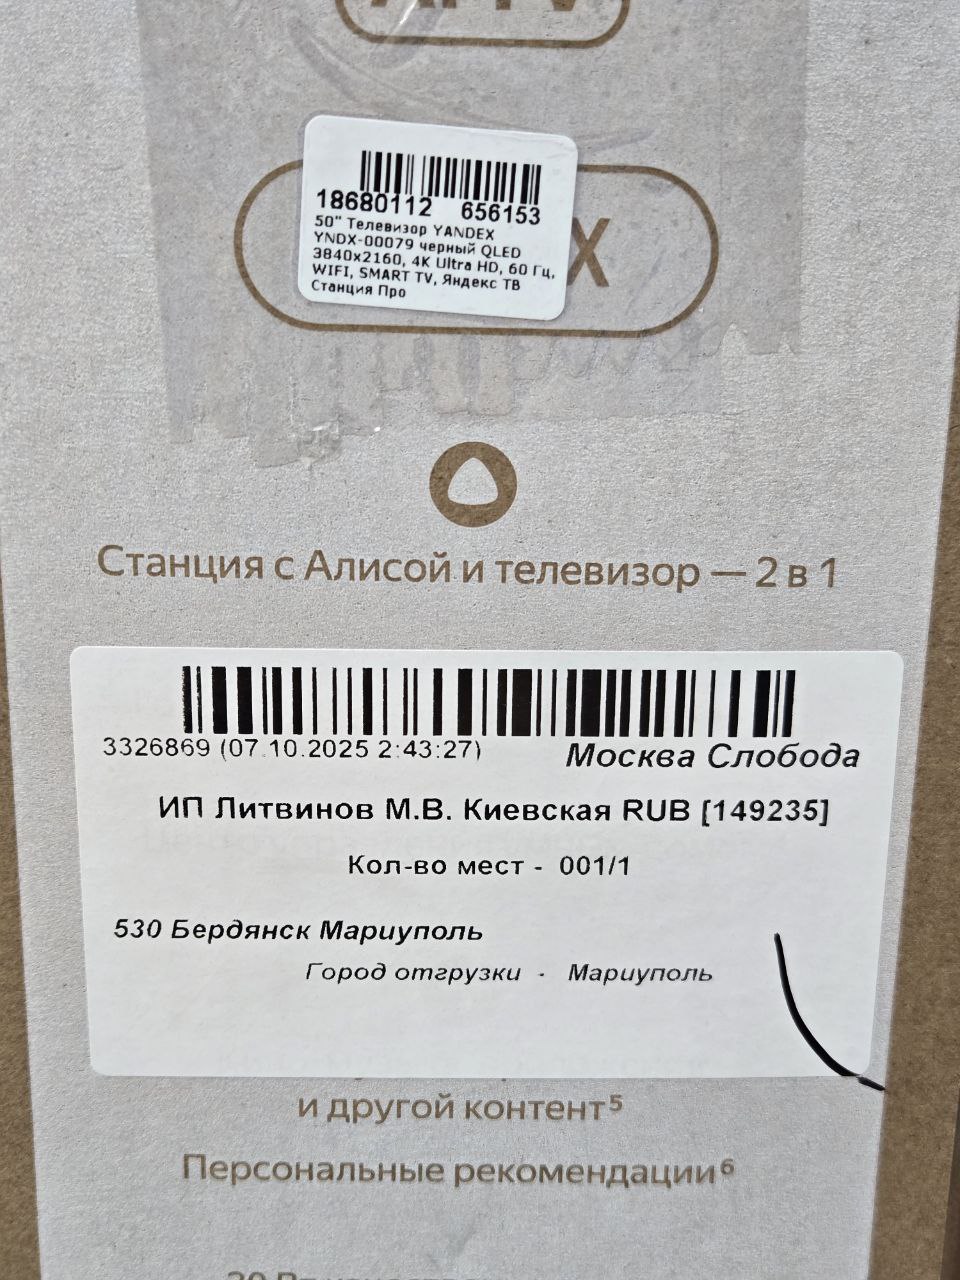 18680112 656153
50" Телевизор YANDEX
YNDX-00079 черный QLED
3840x2160, 4K Ultra HD, 60 Гц,
WIFI, SMART TV, Яндекс ТВ
Станция Про
X
Станция с Алисой и телевизор — 2 в 1
3326869 (07.10.2025 2:43:27) Москва Слобода
ИП Литвинов М.В. Киевская RUB [149235]
Кол-во мест - 001/1
530 Бердянск Мариуполь
Город отгрузки - Мариуполь
и другой контент⁵
Персональные рекомендации⁶